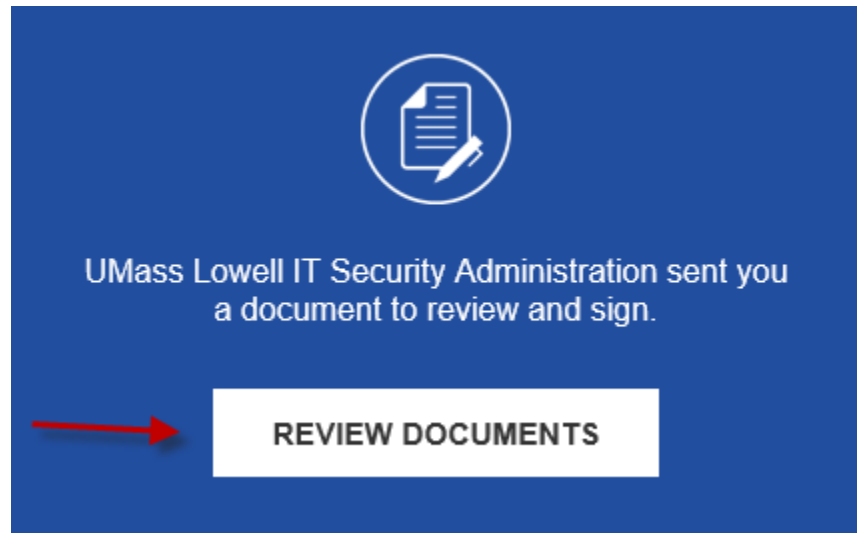 UMass Lowell IT Security Administration sent you
a document to review and sign.
REVIEW DOCUMENTS